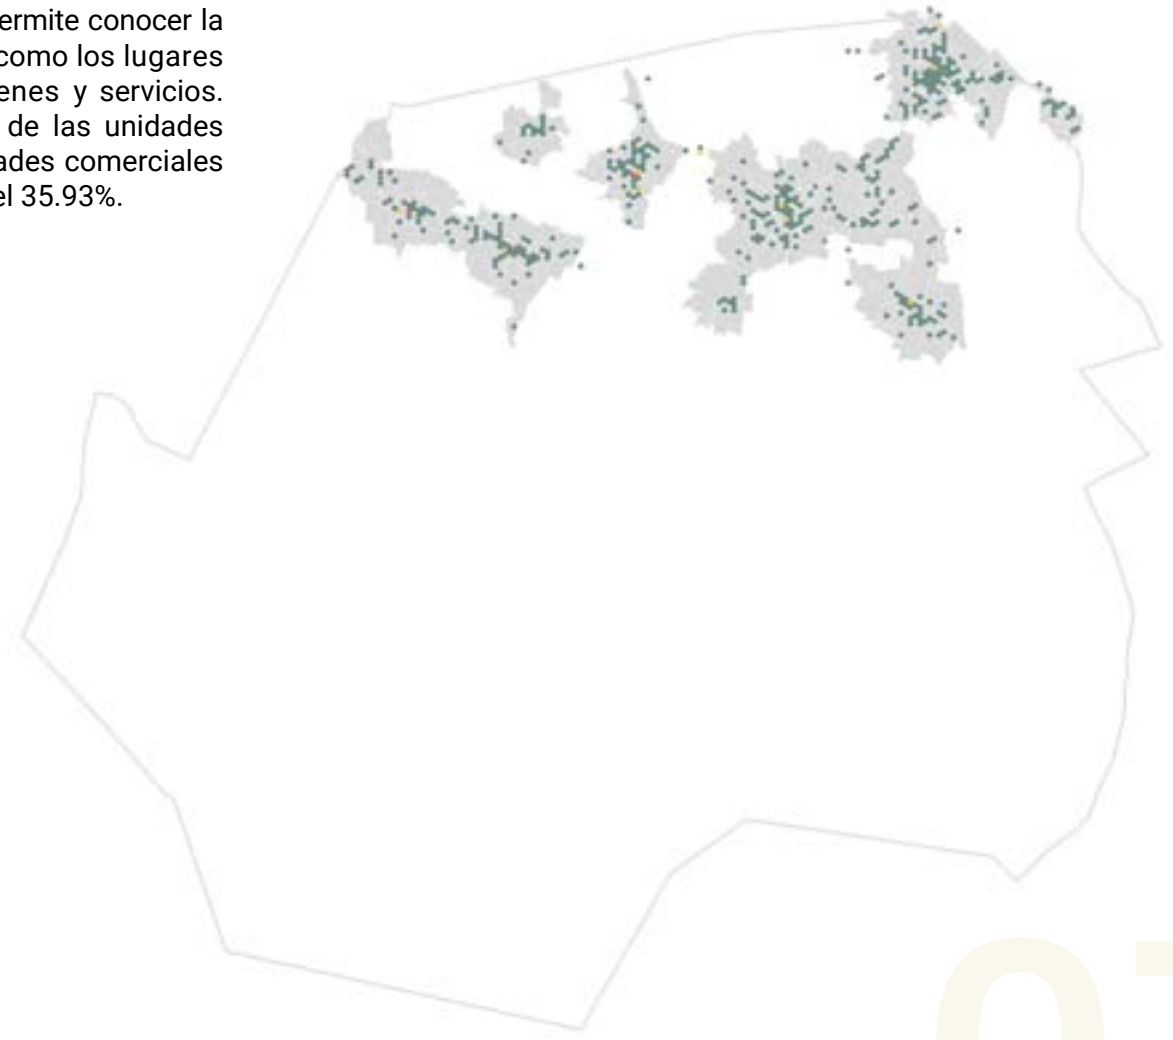 ermite conocer la
como los lugares
enes y servicios.
de las unidades
ades comerciales
el 35.93%.